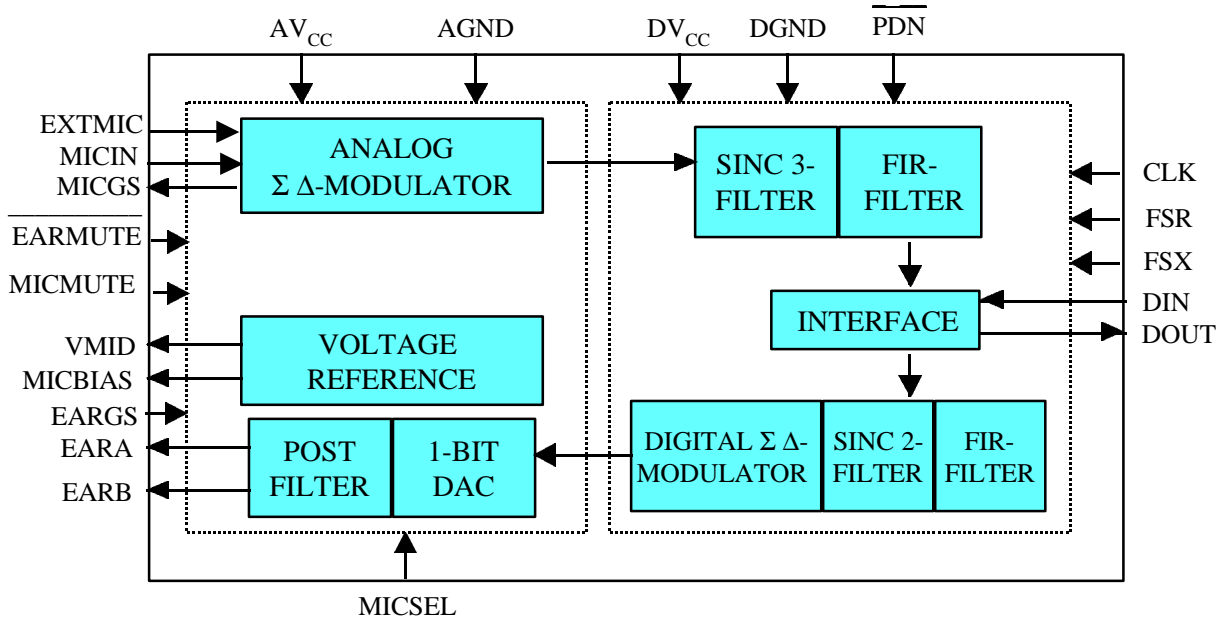 AVCC
AGND
DVCC
DGND
PDN
EXTMIC
MICIN
MICGS
EARMUTE
MICMUTE
VMID
MICBIAS
EARGS
EARA
EARB
ANALOG
Σ Δ-MODULATOR
VOLTAGE
REFERENCE
POST
FILTER
1-BIT
DAC
SINC 3-
FILTER
FIR-
FILTER
INTERFACE
DIGITAL Σ Δ-
MODULATOR
SINC 2-
FILTER
FIR-
FILTER
CLK
FSR
FSX
DIN
DOUT
MICSEL